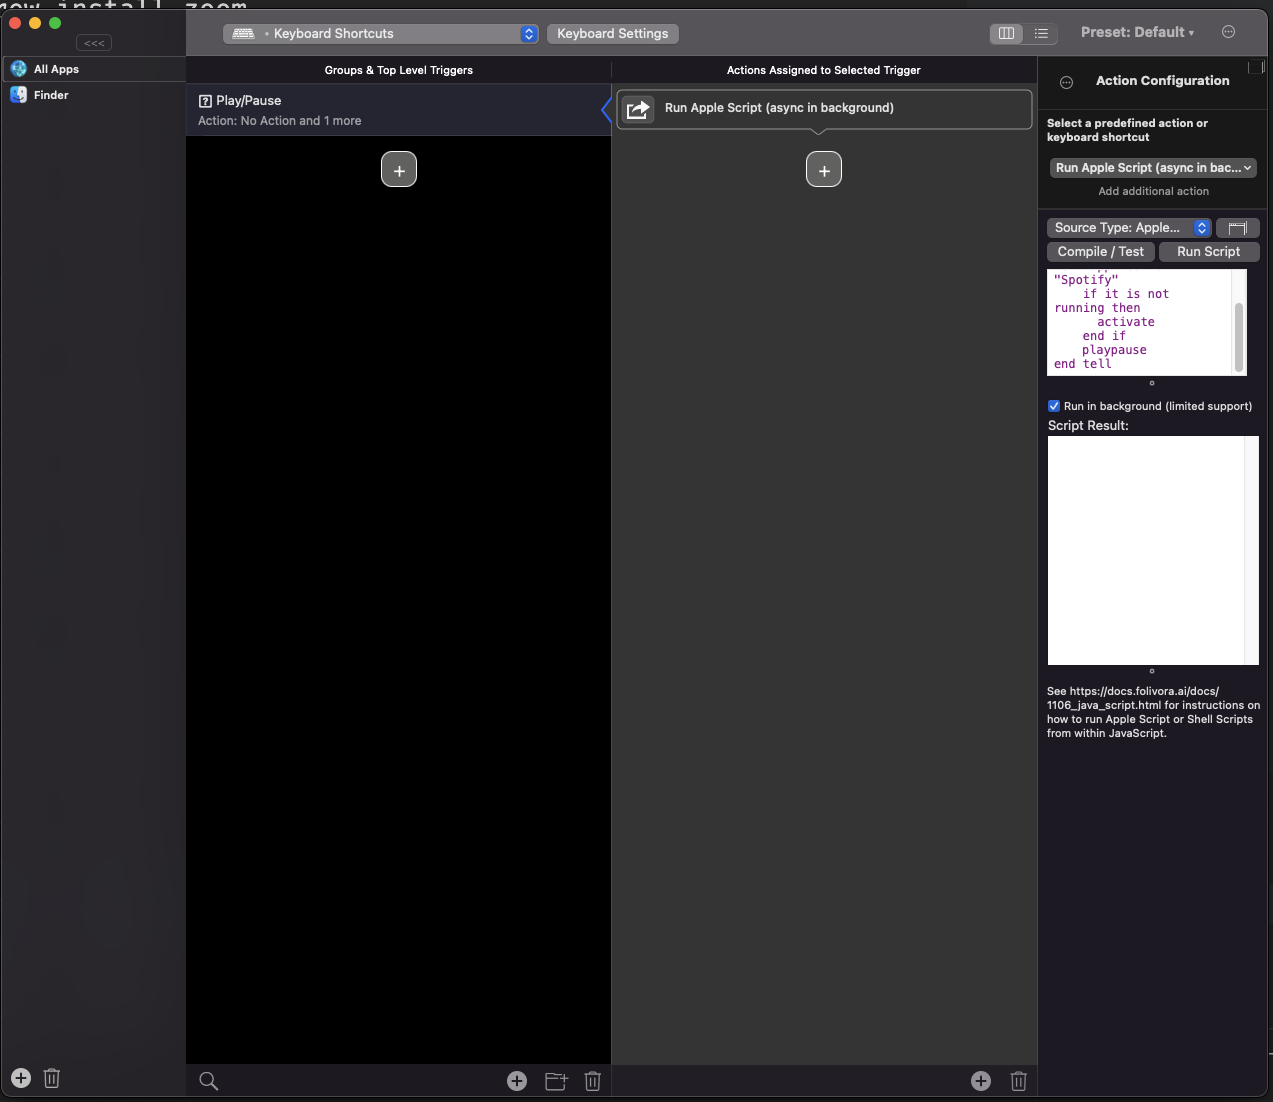 new install zoom
<<<
Keyboard Shortcuts
Keyboard Settings
Preset: Default
All Apps
Finder
Groups & Top Level Triggers
Actions Assigned to Selected Trigger
Action Configuration
Play/Pause
Action: No Action and 1 more
Run Apple Script (async in background)
Select a predefined action or
keyboard shortcut
Run Apple Script (async in bac...
Add additional action
Source Type: Apple...
Compile / Test
Run Script
"Spotify"
if it is not
running then
activate
end if
playpause
end tell
Run in background (limited support)
Script Result:
See https://docs.folivora.ai/docs/
1106_java_script.html for instructions on
how to run Apple Script or Shell Scripts
from within JavaScript.